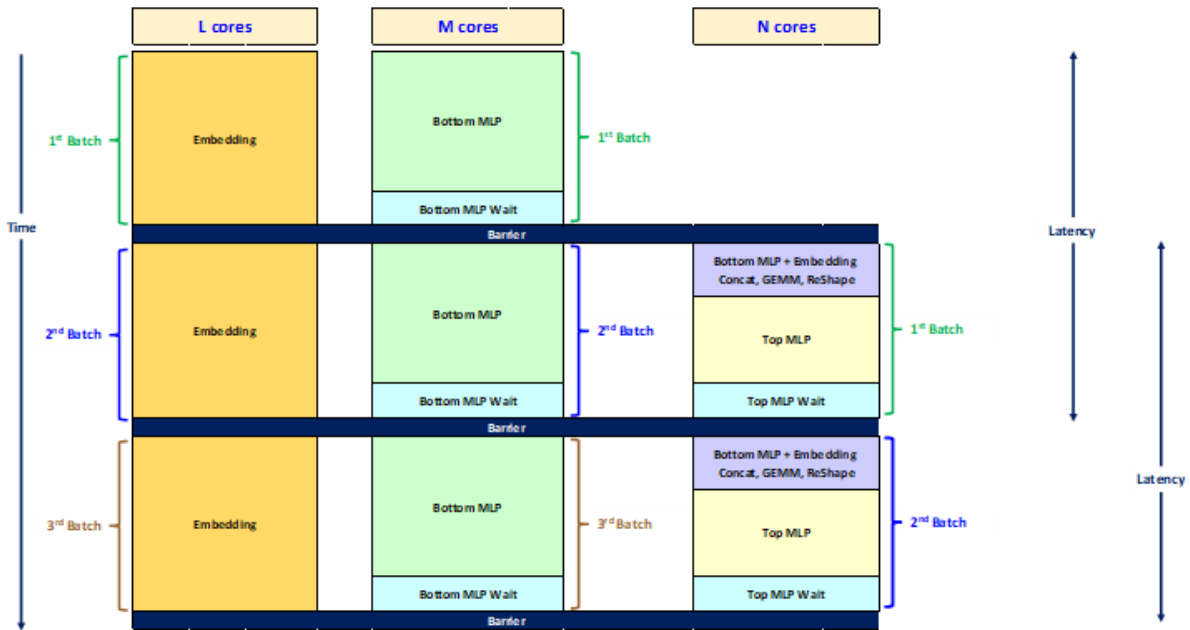 L cores
M cores
N cores
1st Batch
Embedding
Bottom MLP
1st Batch
Bottom MLP Wait
Time
Latency
Barrier
2nd Batch
Embedding
Bottom MLP
2nd Batch
Bottom MLP + Embedding
Concat, GEMM, ReShape
Top MLP
1st Batch
Bottom MLP Wait
Top MLP Wait
Barrier
3rd Batch
Embedding
Bottom MLP
3rd Batch
Bottom MLP + Embedding
Concat, GEMM, ReShape
Top MLP
2nd Batch
Latency
Bottom MLP Wait
Top MLP Wait
Barrier